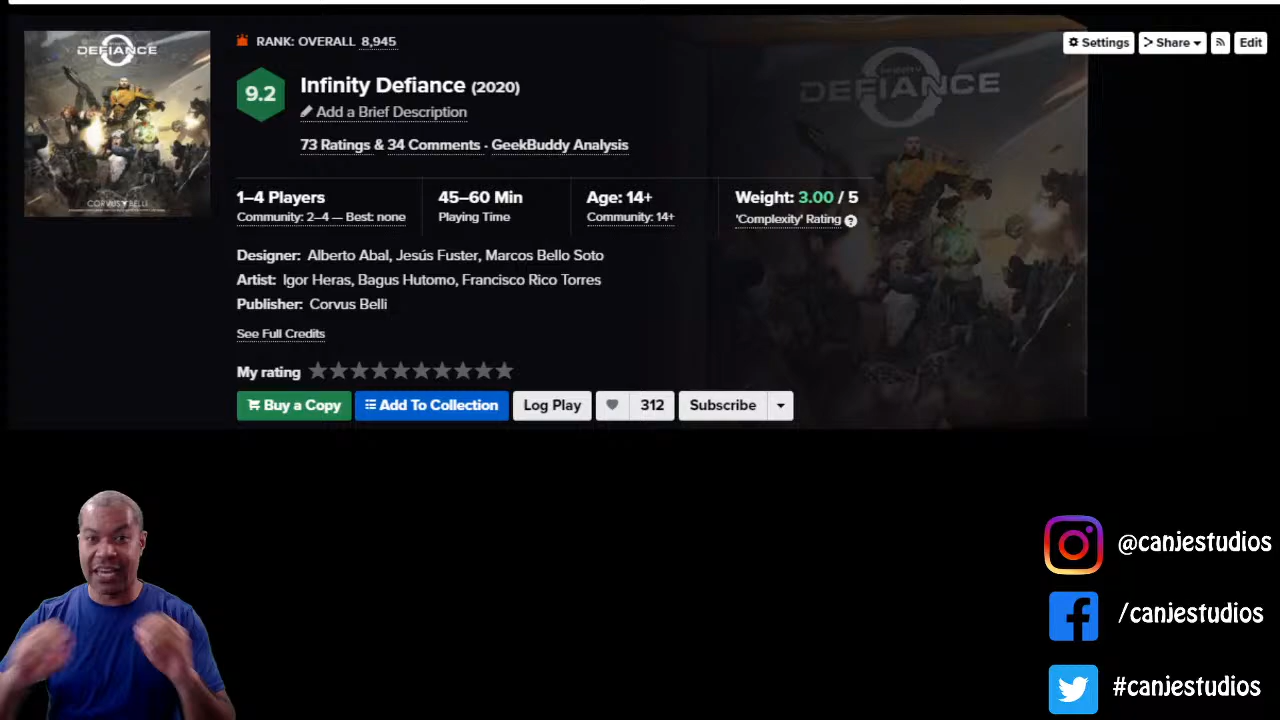 RANK: OVERALL 8,945
Settings
Share
Edit
DEFIANCE
DEFIANCE
9.2
Infinity Defiance (2020)
Add a Brief Description
73 Ratings & 34 Comments · GeekBuddy Analysis
1–4 Players
45–60 Min
Age: 14+
Weight: 3.00 / 5
Community: 2–4 — Best: none
Playing Time
Community: 14+
'Complexity' Rating ?
CORVUS BELLI
Designer: Alberto Abal, Jesús Fuster, Marcos Bello Soto
Artist: Igor Heras, Bagus Hutomo, Francisco Rico Torres
Publisher: Corvus Belli
See Full Credits
My rating
Buy a Copy
Add To Collection
Log Play
312
Subscribe
@canjestudios
/canjestudios
#canjestudios